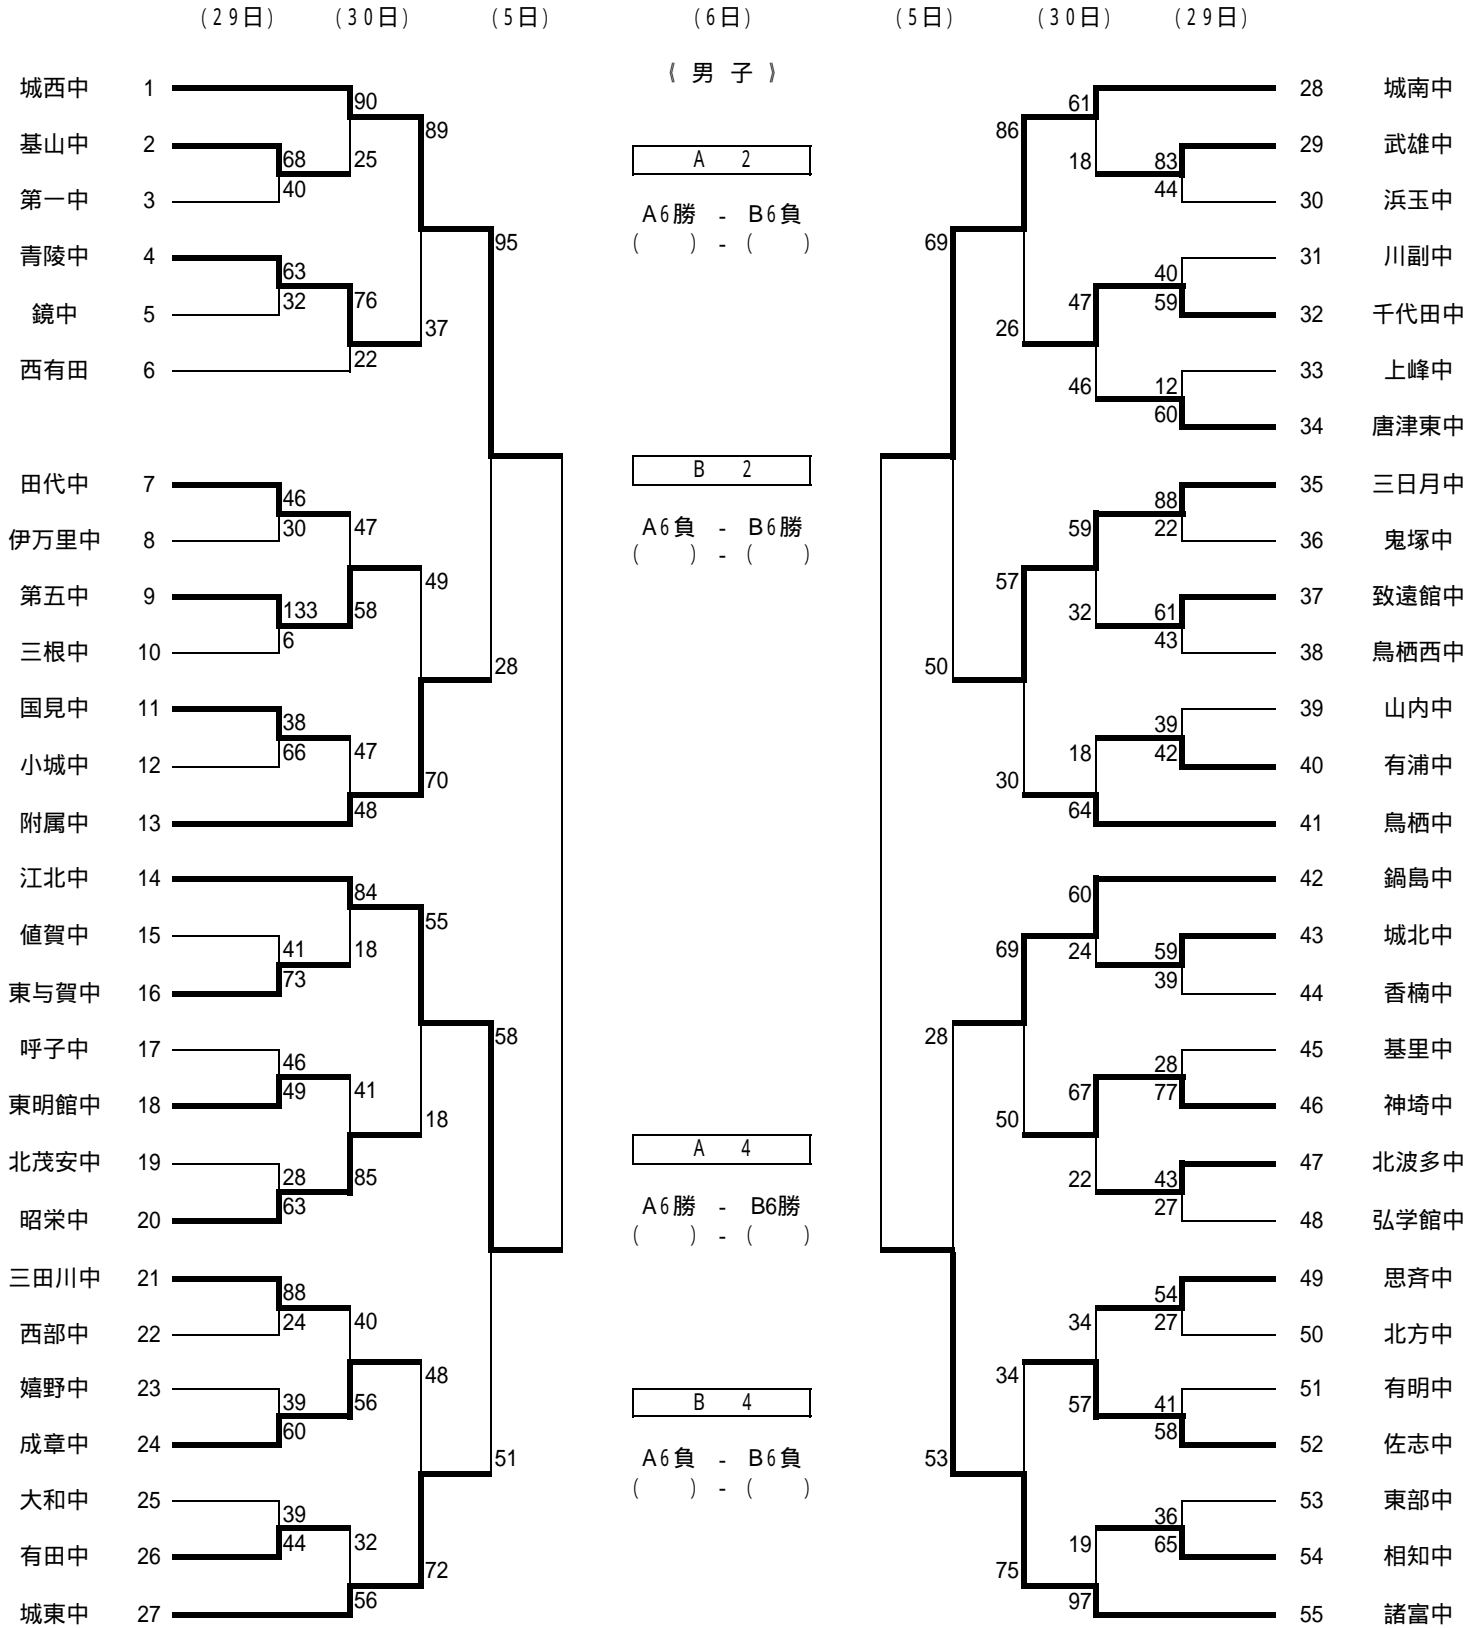 (29日) (30日) (5日) (6日) (5日) (30日) (29日)
《 男 子 》
城西中 1 90 61 28 城南中
89 86
基山中 2 68 25 18 83 29 武雄中
A 2
第一中 3 40 44 30 浜玉中
A6勝 - B6負
( ) - ( )
95 69
青陵中 4 63 40 31 川副中
鏡中 5 32 76 47 59 32 千代田中
37 26
西有田 6 22 46 12 33 上峰中
60 34 唐津東中
B 2
田代中 7 46 88 35 三日月中
伊万里中 8 30 47 59 22 36 鬼塚中
A6負 - B6勝
( ) - ( )
49 57
第五中 9 133 58 32 61 37 致遠館中
三根中 10 6 43 38 鳥栖西中
28 50
国見中 11 38 39 39 山内中
小城中 12 66 47 18 42 40 有浦中
70 30
附属中 13 48 64 41 鳥栖中
江北中 14 84 60 42 鍋島中
55 69
値賀中 15 41 18 24 59 43 城北中
東与賀中 16 73 39 44 香楠中
58 28
呼子中 17 46 28 45 基里中
東明館中 18 49 41 67 77 46 神埼中
18 50
A 4
北茂安中 19 28 85 22 43 47 北波多中
昭栄中 20 63 27 48 弘学館中
A6勝 - B6勝
( ) - ( )
三田川中 21 88 54 49 思斉中
西部中 22 24 40 34 27 50 北方中
48 34
嬉野中 23 39 56 57 41 51 有明中
B 4
成章中 24 60 58 52 佐志中
A6負 - B6負
( ) - ( )
51 53
大和中 25 39 36 53 東部中
有田中 26 44 32 19 65 54 相知中
72 75
城東中 27 56 97 55 諸富中